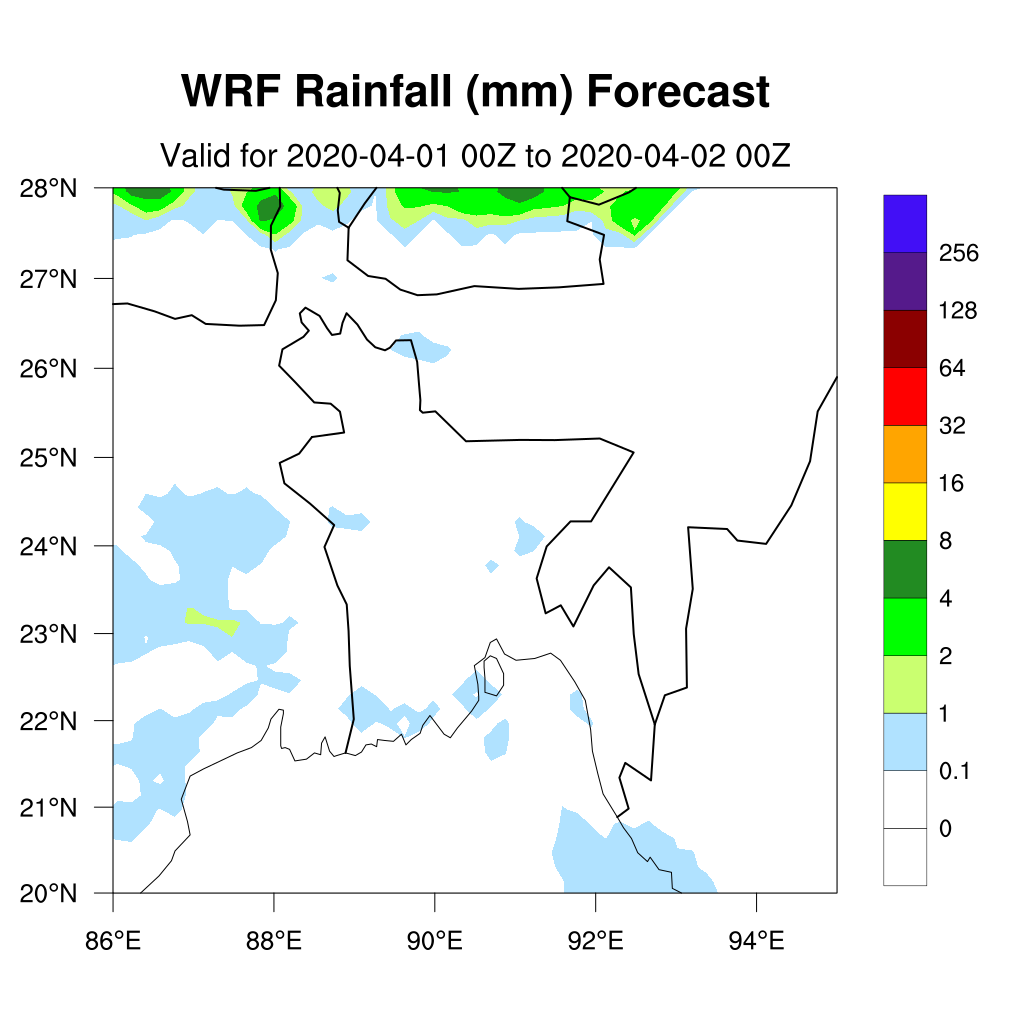 WRF Rainfall (mm) Forecast
Valid for 2020-04-01 00Z to 2020-04-02 00Z
28°N
27°N
26°N
25°N
24°N
23°N
22°N
21°N
20°N
86°E 88°E 90°E 92°E 94°E
256
128
64
32
16
8
4
2
1
0.1
0